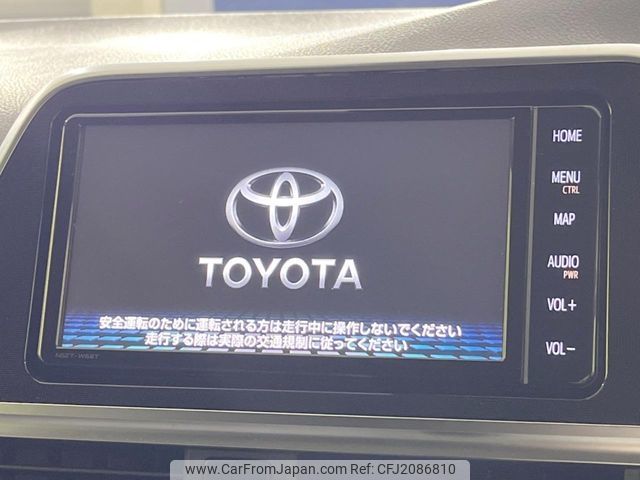 HOME
MENU
CTRL
MAP
AUDIO
PWR
VOL+
VOL-
TOYOTA
安全運転のために運転される方は走行中に操作しないでください
走行する際は実際の交通規制に従ってください
NSZT-W66T
www.CarFromJapan.com | Ref No: CFJ2086810